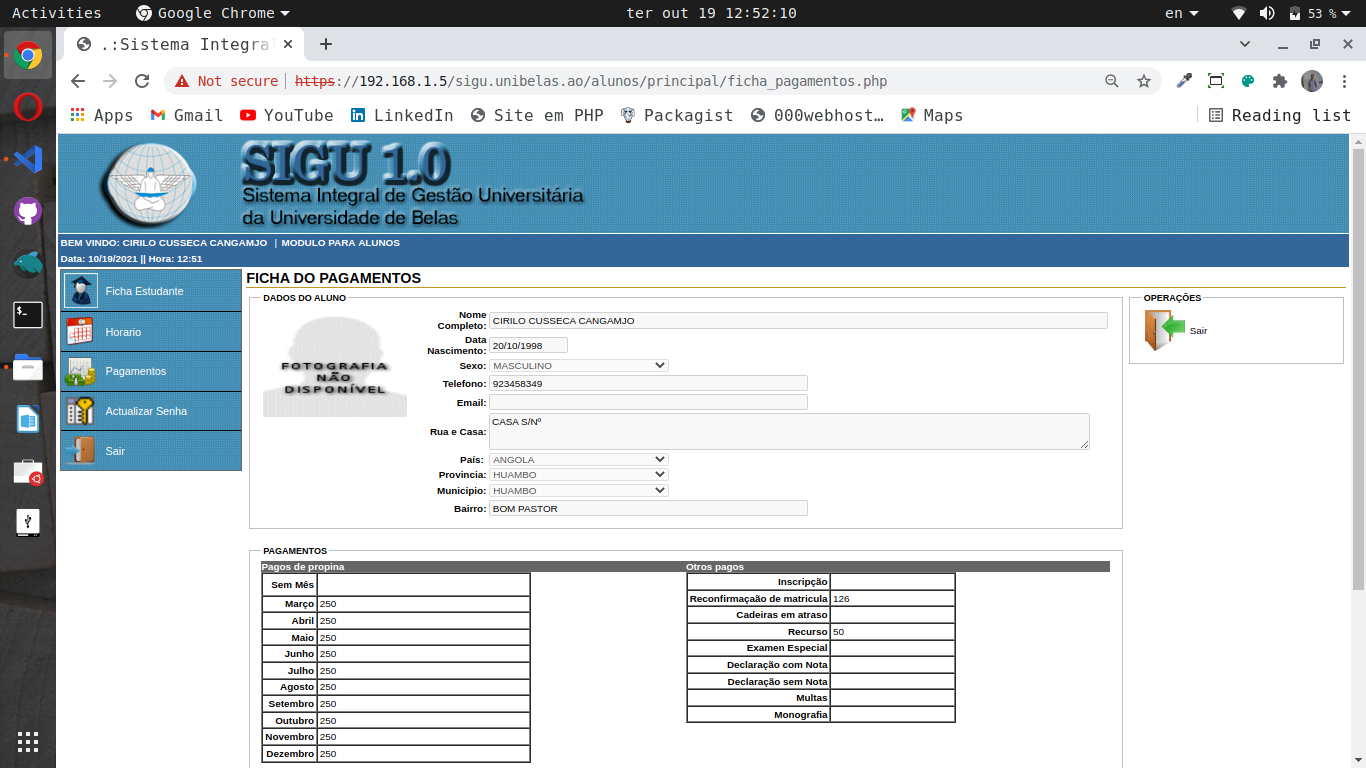 Activities Google Chrome ter out 19 12:52:10 en 53 %
.:Sistema Integral
Not secure https://192.168.1.5/sigu.unibelas.ao/alunos/principal/ficha_pagamentos.php
Apps Gmail YouTube LinkedIn Site em PHP Packagist 000webhost… Maps Reading list
SIGU 1.0
Sistema Integral de Gestão Universitária
da Universidade de Belas
BEM VINDO: CIRILO CUSSECA CANGAMJO | MODULO PARA ALUNOS
Data: 10/19/2021 || Hora: 12:51
Ficha Estudante
Horario
Pagamentos
Actualizar Senha
Sair
FICHA DO PAGAMENTOS
DADOS DO ALUNO
FOTOGRAFIA
NÃO
DISPONÍVEL
Nome Completo: CIRILO CUSSECA CANGAMJO
Data Nascimento: 20/10/1998
Sexo: MASCULINO
Telefono: 923458349
Email:
Rua e Casa: CASA S/Nº
País: ANGOLA
Provincia: HUAMBO
Municipio: HUAMBO
Bairro: BOM PASTOR
OPERAÇÕES
Sair
PAGAMENTOS
Pagos de propina
Sem Mês
Março 250
Abril 250
Maio 250
Junho 250
Julho 250
Agosto 250
Setembro 250
Outubro 250
Novembro 250
Dezembro 250
Otros pagos
Inscripção
Reconfirmaçaão de matricula 126
Cadeiras em atraso
Recurso 50
Examen Especial
Declaração com Nota
Declaração sem Nota
Multas
Monografia